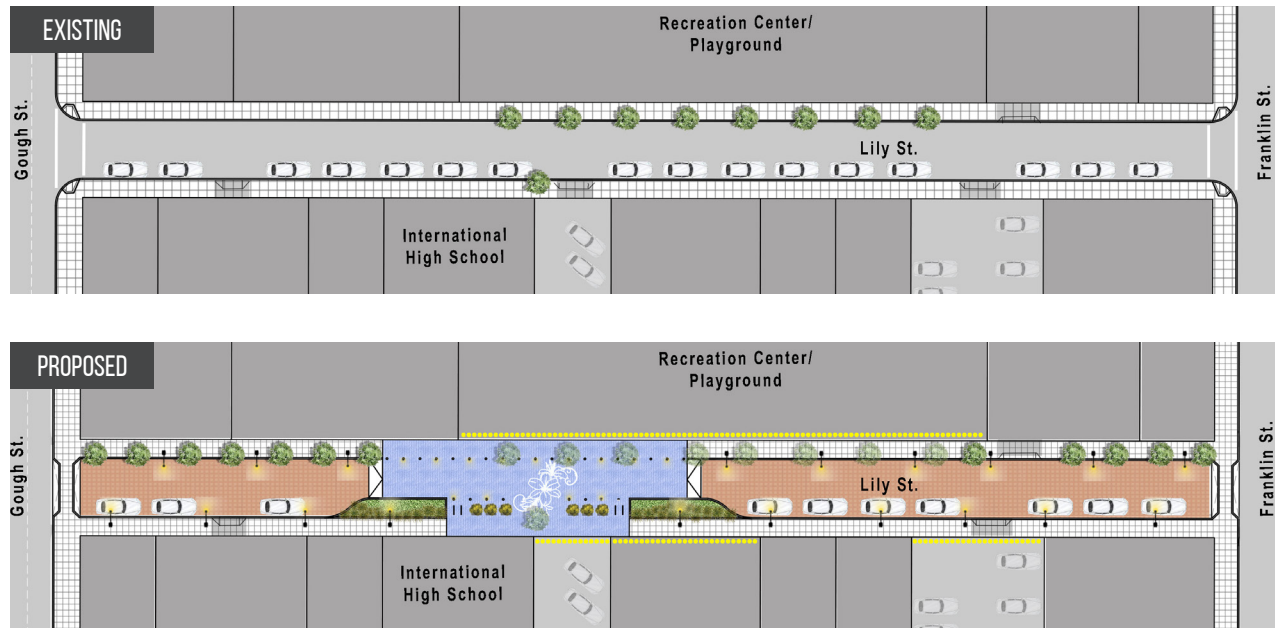 EXISTING
Recreation Center/
Playground
Gough St.
Lily St.
Franklin St.
International
High School
PROPOSED
Recreation Center/
Playground
Gough St.
Lily St.
Franklin St.
International
High School